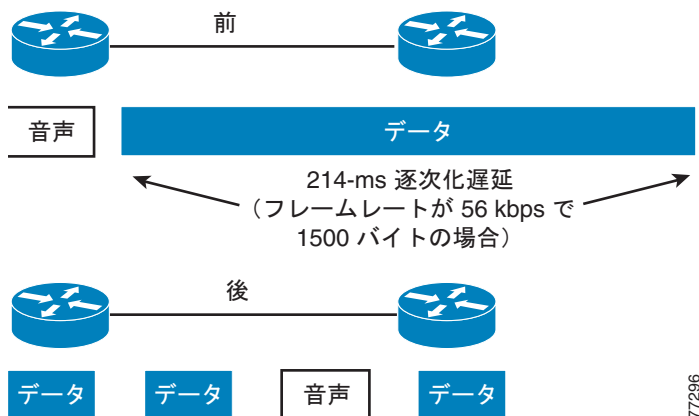 前
音声
データ
214-ms 逐次化遅延
（フレームレートが 56 kbps で
1500 バイトの場合）
後
データ
データ
音声
データ